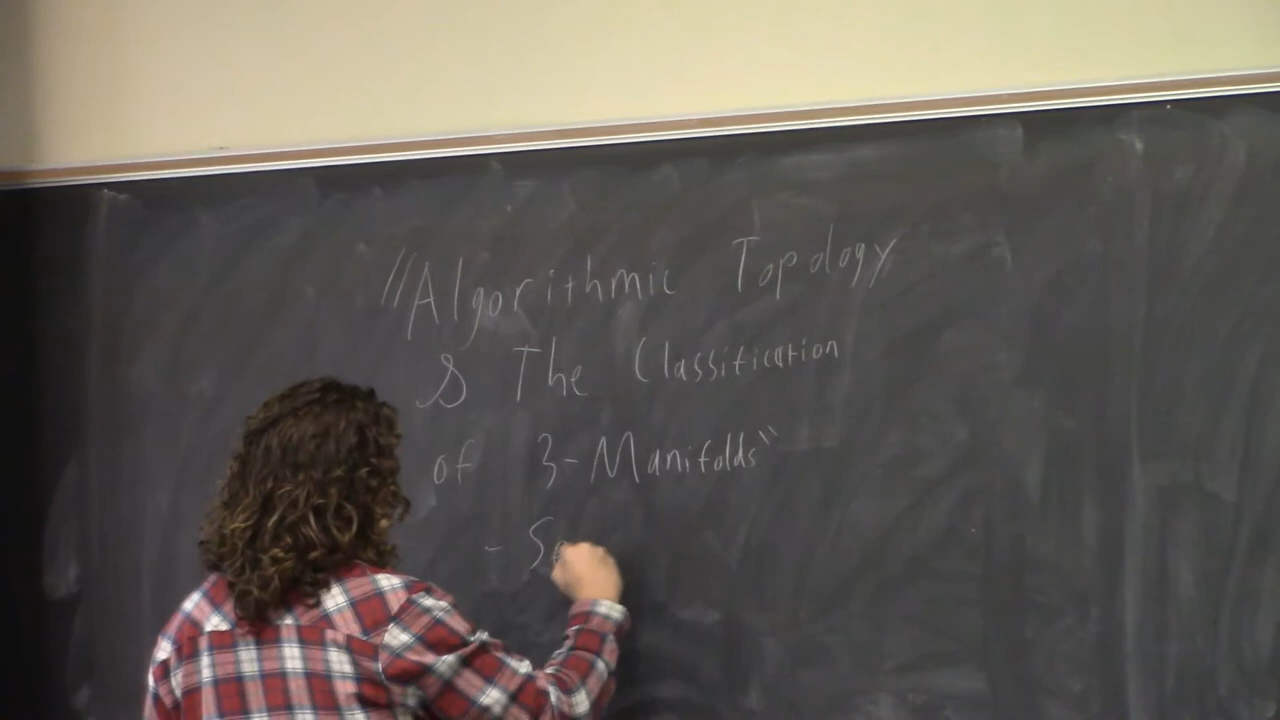 "Algorithmic Topology
& The Classification
of 3-Manifolds"
- S